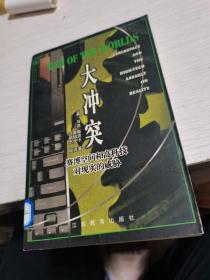 WAR OF THE WORLDS
CYBERSPACE
AND THE
HIGH-TECH
ASSAULT ON
REALITY
大冲突
赛博空间和高科技
对现实的威胁
江西教育出版社